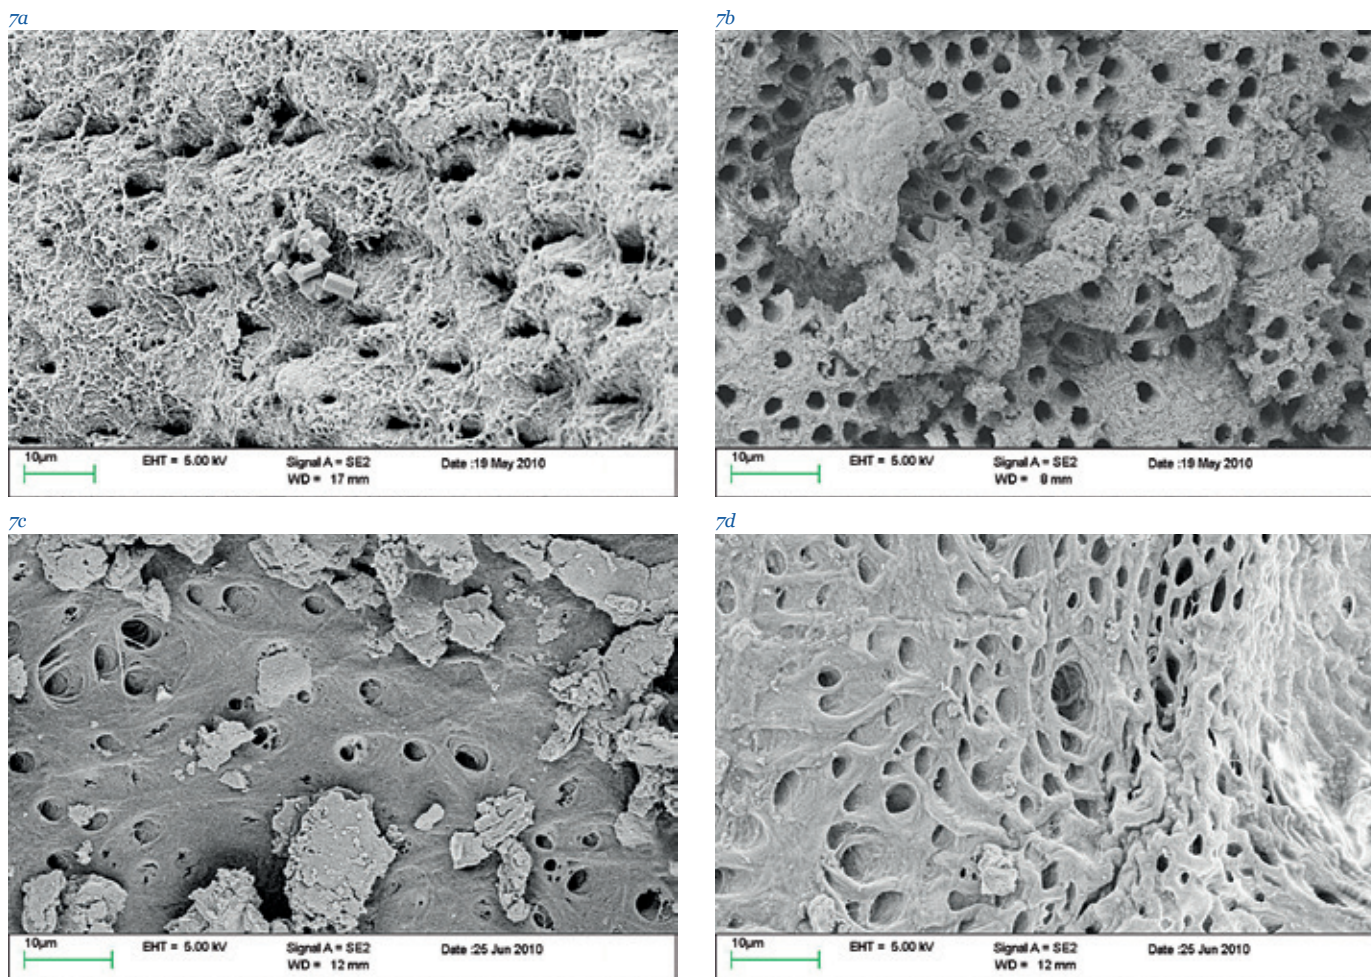 7a
7b
10µm
EHT = 5.00 kV
Signal A = SE2
Date :19 May 2010
WD = 17 mm
10µm
EHT = 5.00 kV
Signal A = SE2
Date :19 May 2010
WD = 8 mm
7c
7d
10µm
EHT = 5.00 kV
Signal A = SE2
Date :25 Jun 2010
WD = 12 mm
10µm
EHT = 5.00 kV
Signal A = SE2
Date :25 Jun 2010
WD = 12 mm